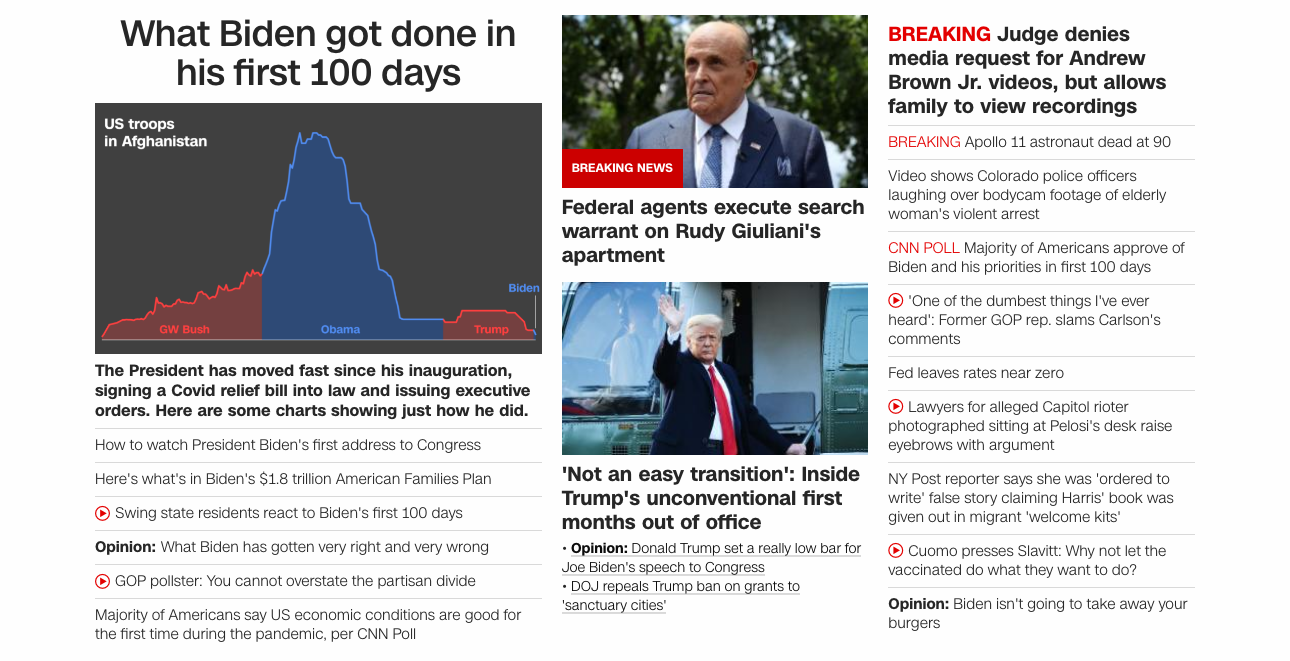 What Biden got done in
his first 100 days
US troops
in Afghanistan
Biden
GW Bush
Obama
Trump
The President has moved fast since his inauguration,
signing a Covid relief bill into law and issuing executive
orders. Here are some charts showing just how he did.
How to watch President Biden's first address to Congress
Here's what's in Biden's $1.8 trillion American Families Plan
Swing state residents react to Biden's first 100 days
Opinion: What Biden has gotten very right and very wrong
GOP pollster: You cannot overstate the partisan divide
Majority of Americans say US economic conditions are good for
the first time during the pandemic, per CNN Poll
BREAKING NEWS
Federal agents execute search
warrant on Rudy Giuliani's
apartment
'Not an easy transition': Inside
Trump's unconventional first
months out of office
• Opinion: Donald Trump set a really low bar for
Joe Biden's speech to Congress
• DOJ repeals Trump ban on grants to
'sanctuary cities'
BREAKING Judge denies
media request for Andrew
Brown Jr. videos, but allows
family to view recordings
BREAKING Apollo 11 astronaut dead at 90
Video shows Colorado police officers
laughing over bodycam footage of elderly
woman's violent arrest
CNN POLL Majority of Americans approve of
Biden and his priorities in first 100 days
'One of the dumbest things I've ever
heard': Former GOP rep. slams Carlson's
comments
Fed leaves rates near zero
Lawyers for alleged Capitol rioter
photographed sitting at Pelosi's desk raise
eyebrows with argument
NY Post reporter says she was 'ordered to
write' false story claiming Harris' book was
given out in migrant 'welcome kits'
Cuomo presses Slavitt: Why not let the
vaccinated do what they want to do?
Opinion: Biden isn't going to take away your
burgers